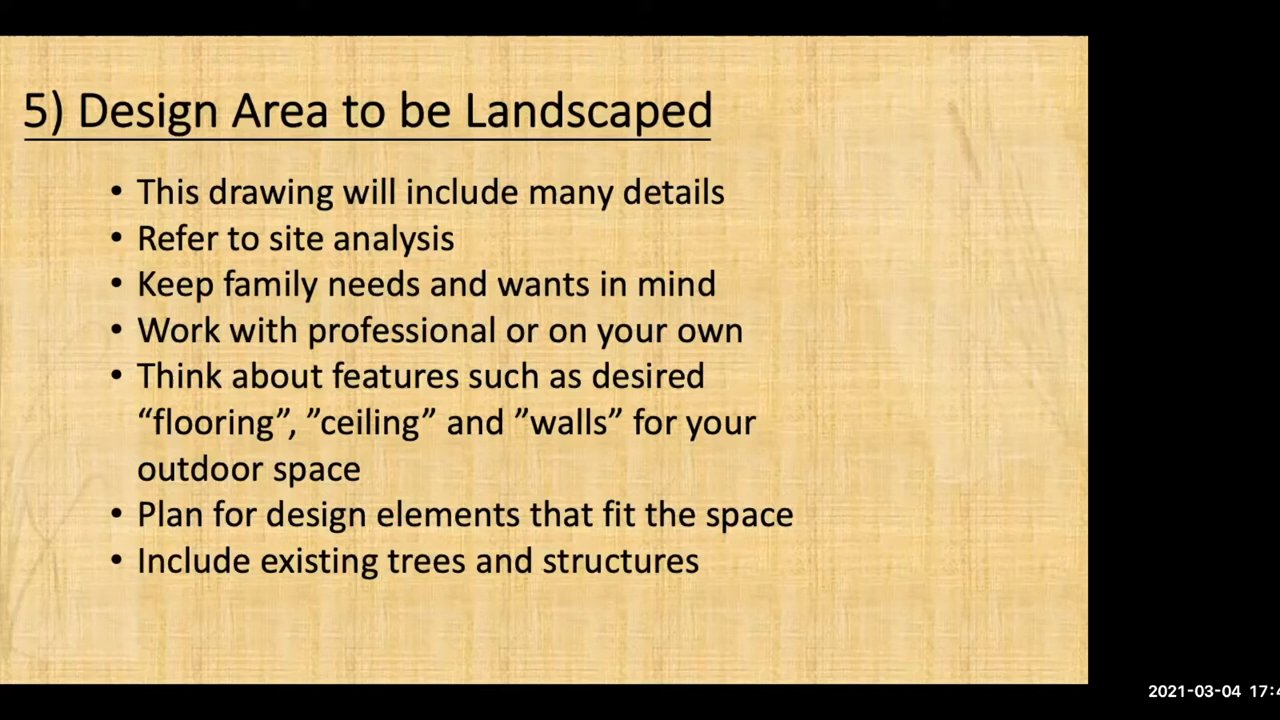 5) Design Area to be Landscaped
• This drawing will include many details
• Refer to site analysis
• Keep family needs and wants in mind
• Work with professional or on your own
• Think about features such as desired
“flooring”, ”ceiling” and ”walls” for your
outdoor space
• Plan for design elements that fit the space
• Include existing trees and structures
2021-03-04 17:4